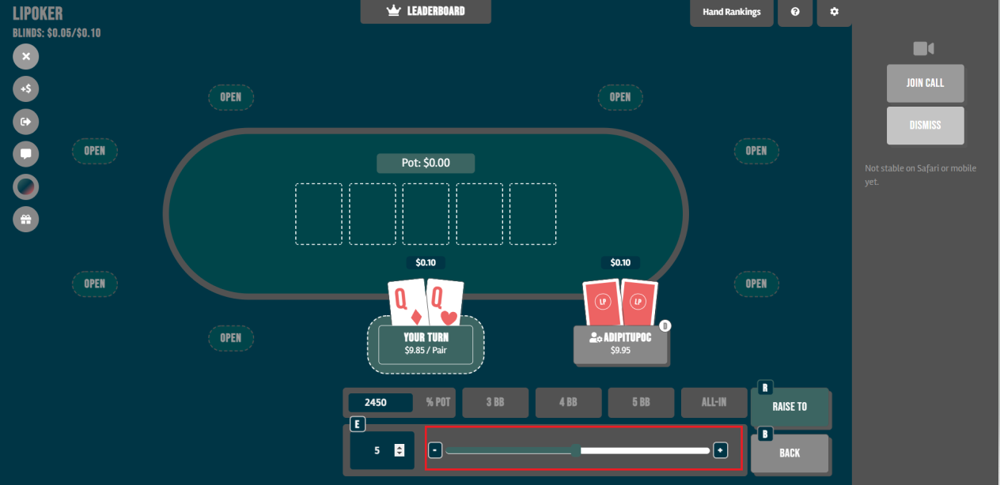 LIPOKER
BLINDS: $0.05/$0.10
LEADERBOARD
Hand Rankings
?
+$
JOIN CALL
DISMISS
Not stable on Safari or mobile
yet.
OPEN
OPEN
OPEN
OPEN
OPEN
OPEN
OPEN
Pot: $0.00
$0.10
$0.10
Q Q
LP LP
YOUR TURN
$9.85 / Pair
D
ADIPITUPOC
$9.95
2450 % POT
3 BB
4 BB
5 BB
ALL-IN
R
RAISE TO
E
5
-
+
B
BACK